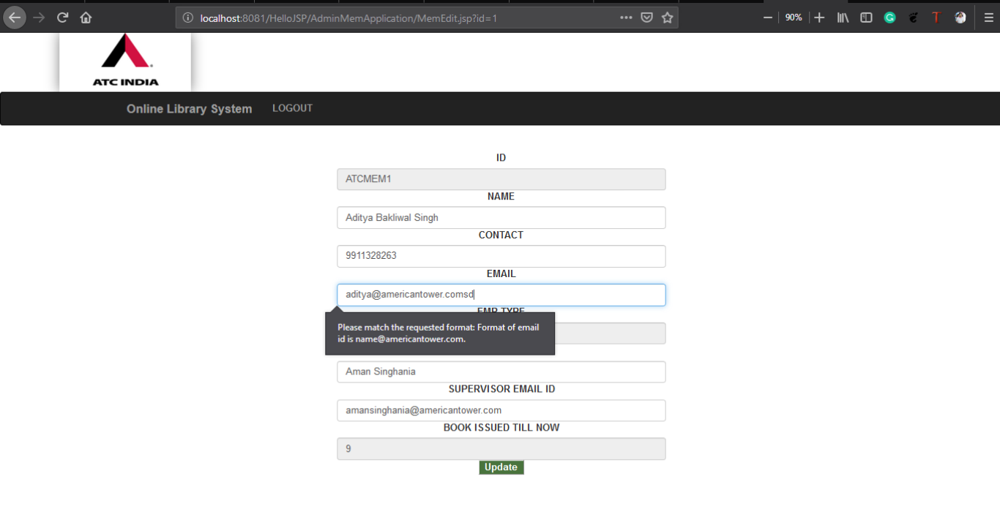 localhost:8081/HelloJSP/AdminMemApplication/MemEdit.jsp?id=1
90%
ATC INDIA
Online Library System LOGOUT
ID
ATCMEM1
NAME
Aditya Bakliwal Singh
CONTACT
9911328263
EMAIL
aditya@americantower.comsd
EMP TYPE
Please match the requested format: Format of email
id is name@americantower.com.
Aman Singhania
SUPERVISOR EMAIL ID
amansinghania@americantower.com
BOOK ISSUED TILL NOW
9
Update